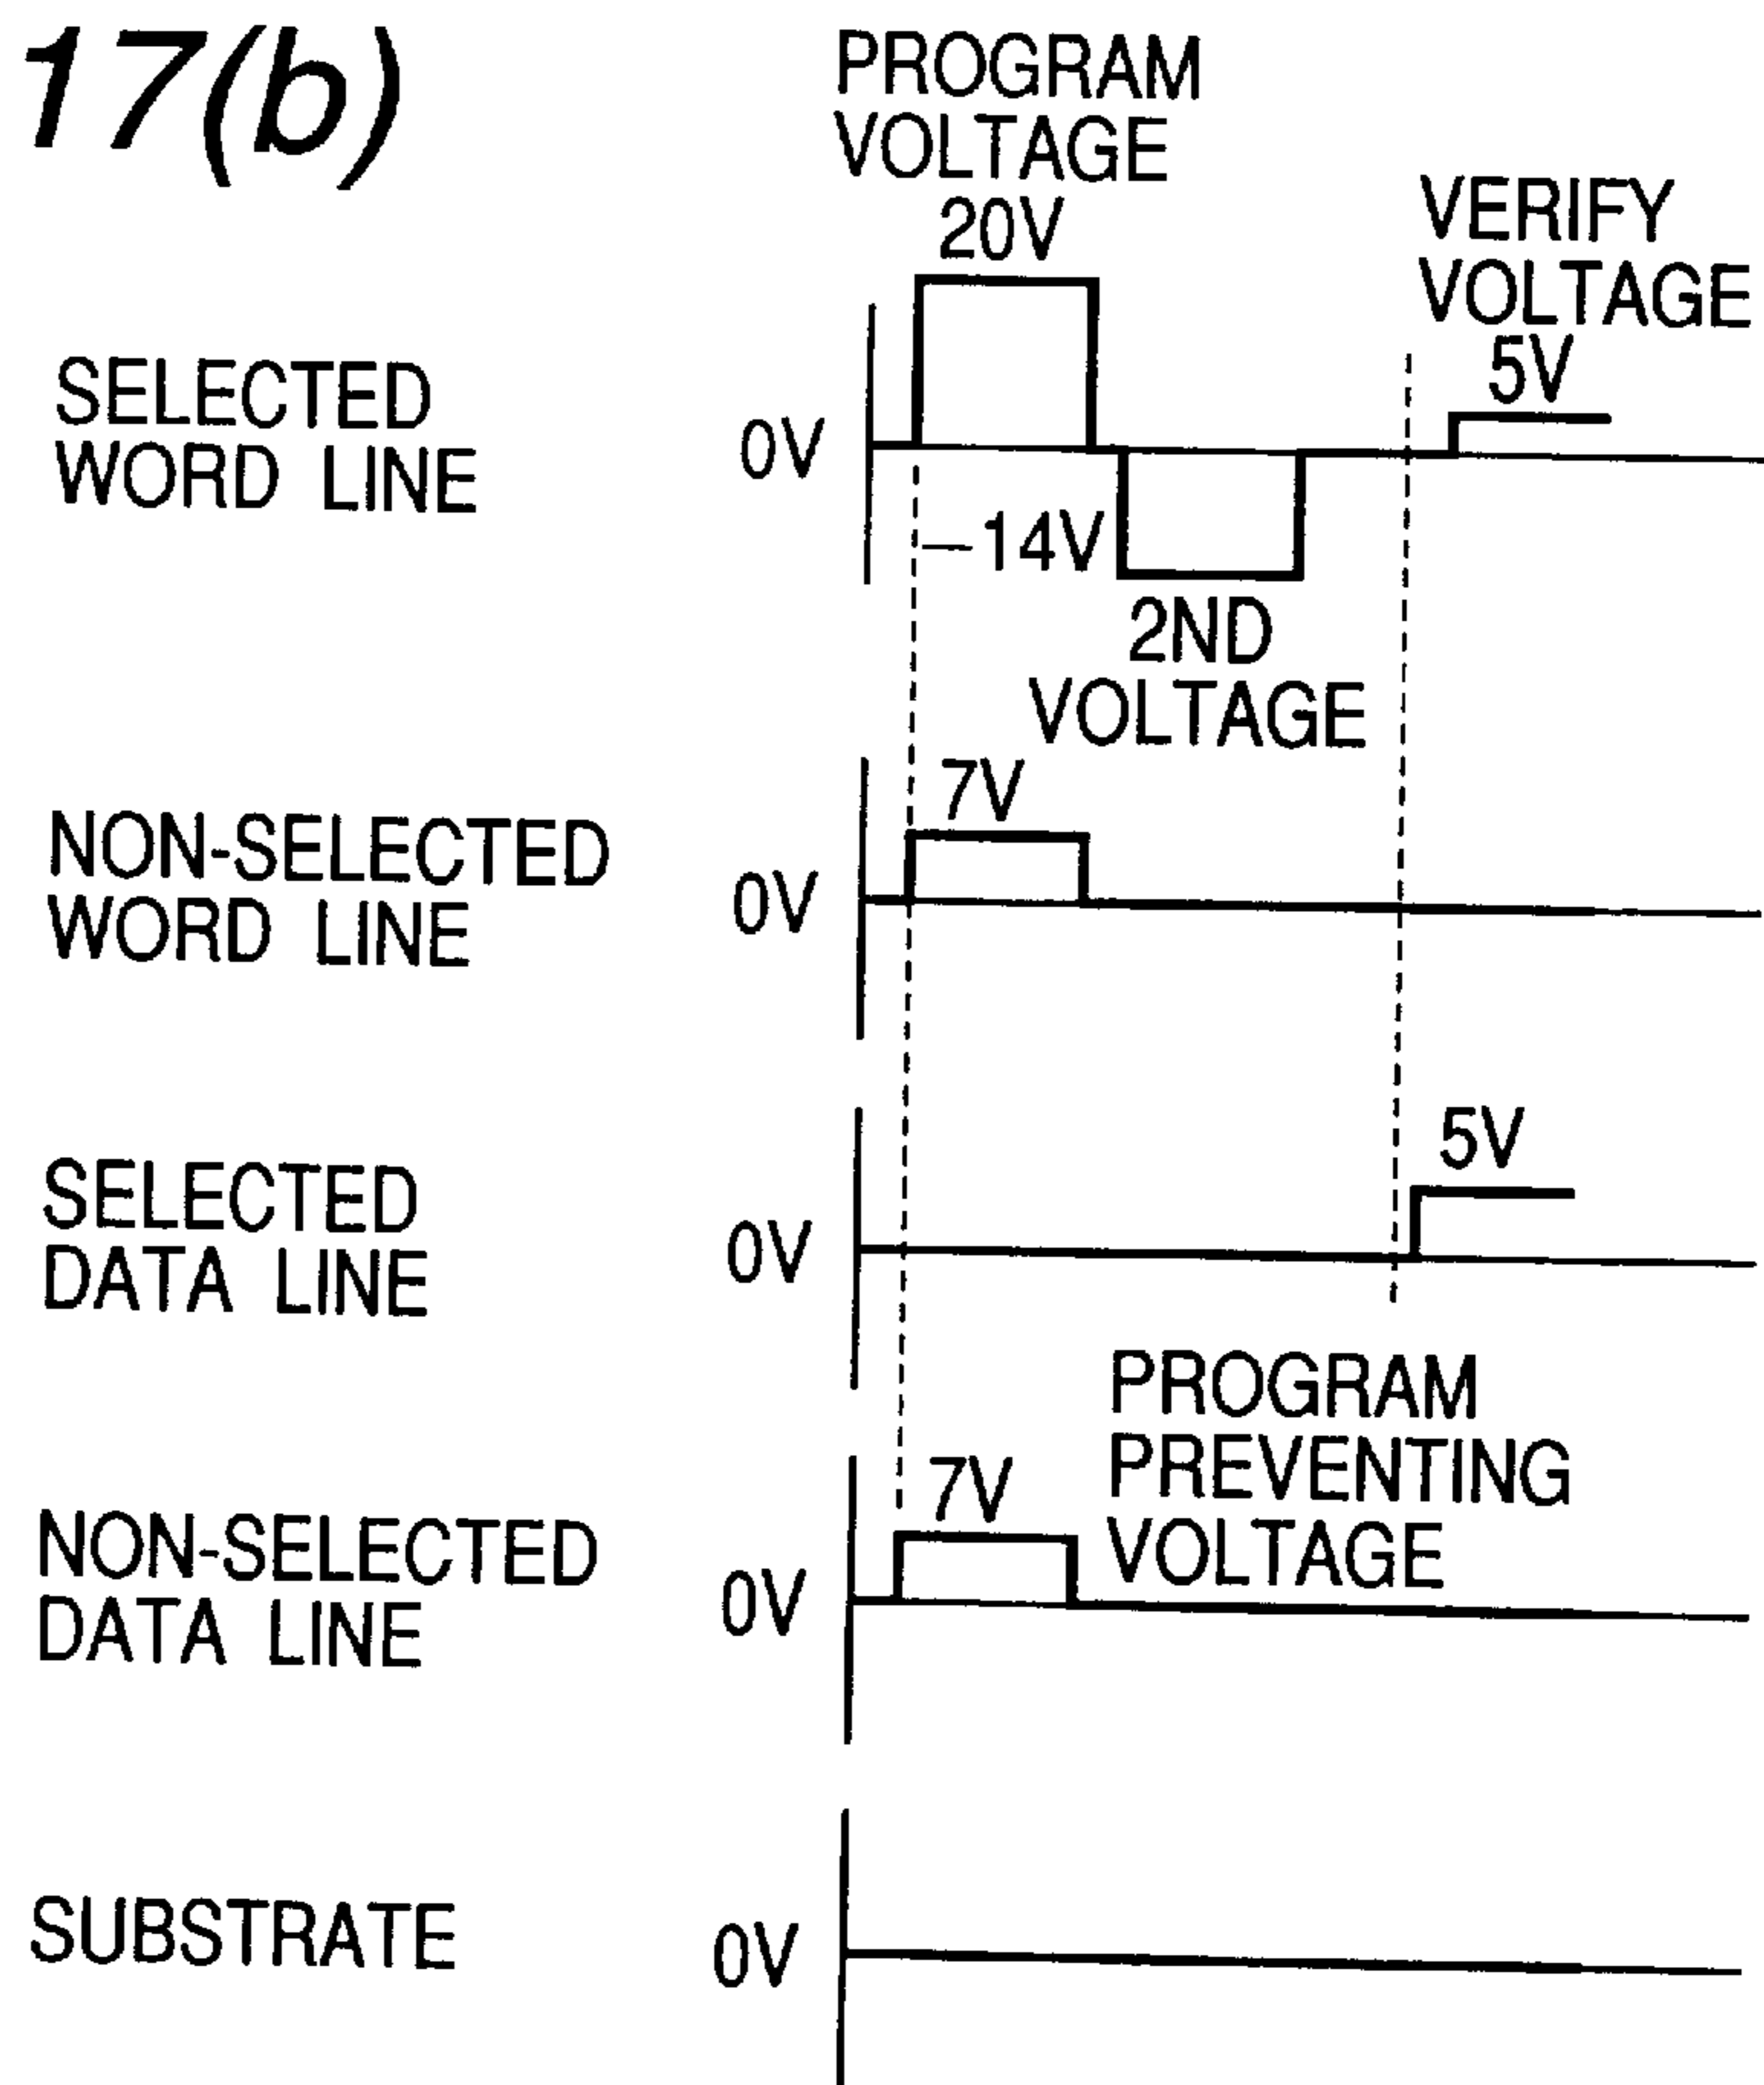 17(b)
PROGRAM
VOLTAGE
20V
VERIFY
VOLTAGE
5V
SELECTED
WORD LINE
0V
-14V
2ND
VOLTAGE
7V
NON-SELECTED
WORD LINE
0V
5V
SELECTED
DATA LINE
0V
PROGRAM
PREVENTING
VOLTAGE
7V
NON-SELECTED
DATA LINE
0V
SUBSTRATE
0V